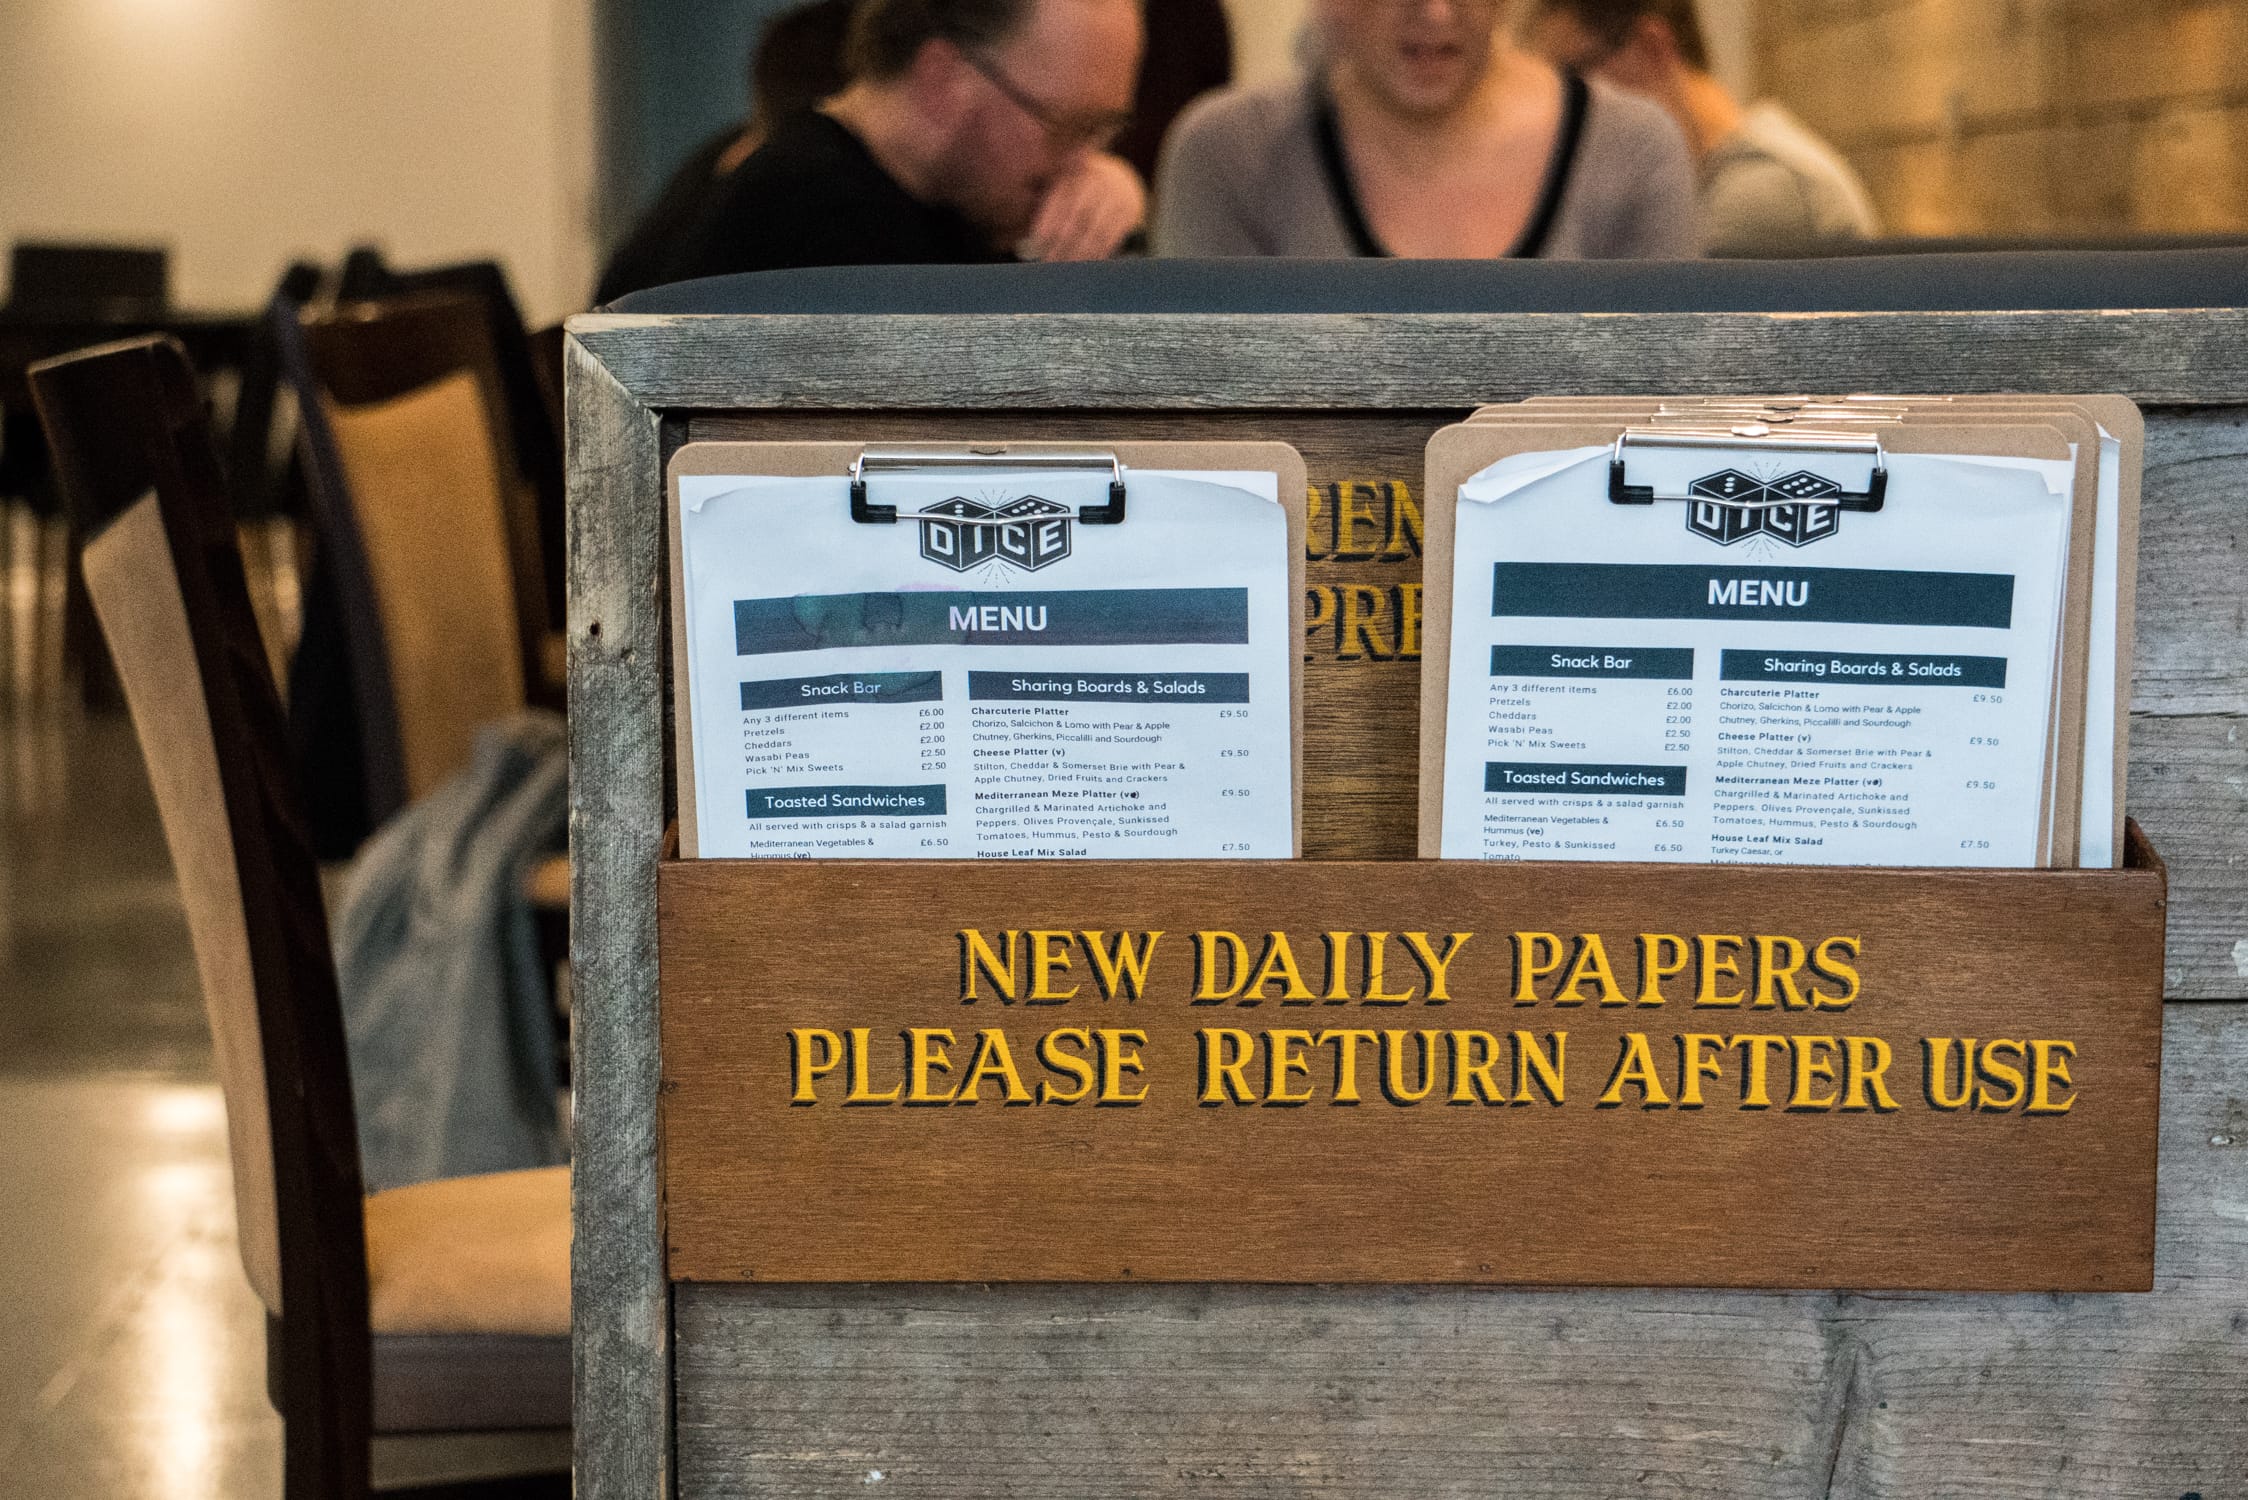 DICE
MENU
Snack Bar
Any 3 different items £6.00
Pretzels £2.00
Cheddars £2.00
Wasabi Peas £2.50
Pick 'N' Mix Sweets £2.50
Toasted Sandwiches
All served with crisps & a salad garnish
Mediterranean Vegetables & £6.50
Hummus (ve)
Sharing Boards & Salads
Charcuterie Platter £9.50
Chorizo, Salcichon & Lomo with Pear & Apple
Chutney, Gherkins, Piccalilli and Sourdough
Cheese Platter (v) £9.50
Stilton, Cheddar & Somerset Brie with Pear &
Apple Chutney, Dried Fruits and Crackers
Mediterranean Meze Platter (ve) £9.50
Chargrilled & Marinated Artichoke and
Peppers. Olives Provençale, Sunkissed
Tomatoes, Hummus, Pesto & Sourdough
House Leaf Mix Salad £7.50
REN
PRE
DICE
MENU
Snack Bar
Any 3 different items £6.00
Pretzels £2.00
Cheddars £2.00
Wasabi Peas £2.50
Pick 'N' Mix Sweets £2.50
Toasted Sandwiches
All served with crisps & a salad garnish
Mediterranean Vegetables & £6.50
Hummus (ve)
Turkey, Pesto & Sunkissed £6.50
Tomato
Sharing Boards & Salads
Charcuterie Platter £9.50
Chorizo, Salcichon & Lomo with Pear & Apple
Chutney, Gherkins, Piccalilli and Sourdough
Cheese Platter (v) £9.50
Stilton, Cheddar & Somerset Brie with Pear &
Apple Chutney, Dried Fruits and Crackers
Mediterranean Meze Platter (ve) £9.50
Chargrilled & Marinated Artichoke and
Peppers. Olives Provençale, Sunkissed
Tomatoes, Hummus, Pesto & Sourdough
House Leaf Mix Salad £7.50
Turkey Caesar, or
NEW DAILY PAPERS
PLEASE RETURN AFTER USE